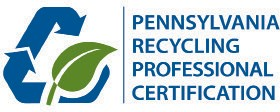 PENNSYLVANIA
RECYCLING
PROFESSIONAL
CERTIFICATION